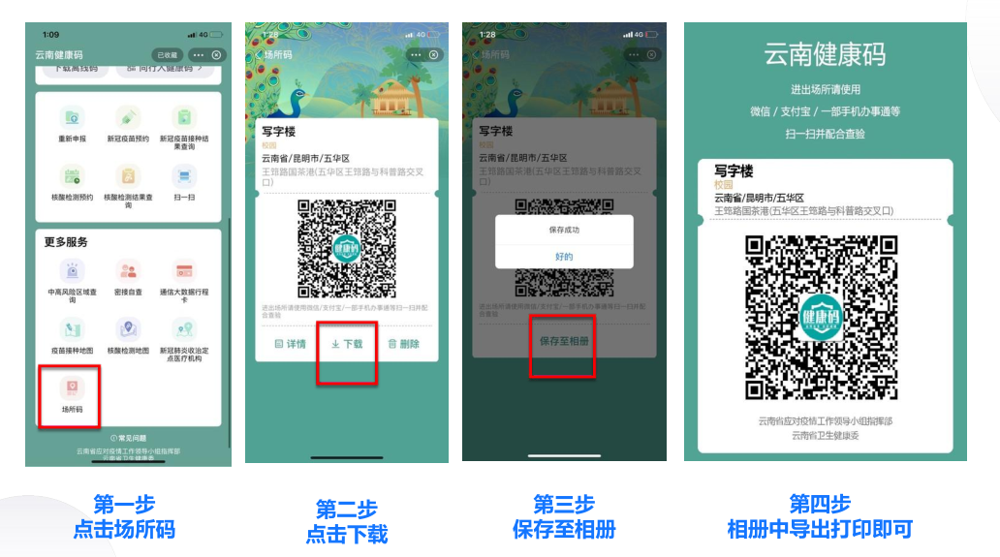 1:09
4G
云南健康码
已收藏
下载离线码
同行人健康码
重新申报
新冠疫苗预约
新冠疫苗接种结
果查询
核酸检测预约
核酸检测结果查
询
扫一扫
更多服务
中高风险区域查
询
密接自查
通信大数据行程
卡
疫苗接种地图
核酸检测地图
新冠肺炎收治定
点医疗机构
场所码
常见问题
云南省应对疫情工作领导小组指挥部
云南省卫生健康委
第一步
点击场所码
1:28
4G
场所码
写字楼
校园
云南省/昆明市/五华区
王筇路国茶港(五华区王筇路与科普路交叉
口)
健康码
进出场所请使用微信/支付宝/一部手机办事通等扫一扫并配
合查验
详情
下载
删除
第二步
点击下载
1:28
4G
场所码
写字楼
校园
云南省/昆明市/五华区
王筇路国茶港(五华区王筇路与科普路交叉
口)
保存成功
好的
进出场所请使用微信/支付宝/一部手机办事通等扫一扫并配
合查验
保存至相册
第三步
保存至相册
云南健康码
进出场所请使用
微信 / 支付宝 / 一部手机办事通等
扫一扫并配合查验
写字楼
校园
云南省/昆明市/五华区
王筇路国茶港(五华区王筇路与科普路交叉口)
健康码
云南省应对疫情工作领导小组指挥部
云南省卫生健康委
第四步
相册中导出打印即可